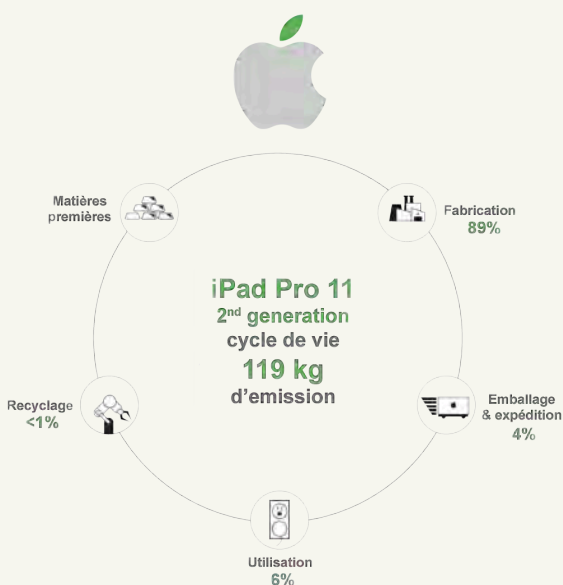 Matières
premières
Fabrication
89%
iPad Pro 11
2nd generation
cycle de vie
119 kg
d’emission
Recyclage
<1%
Emballage
& expédition
4%
Utilisation
6%